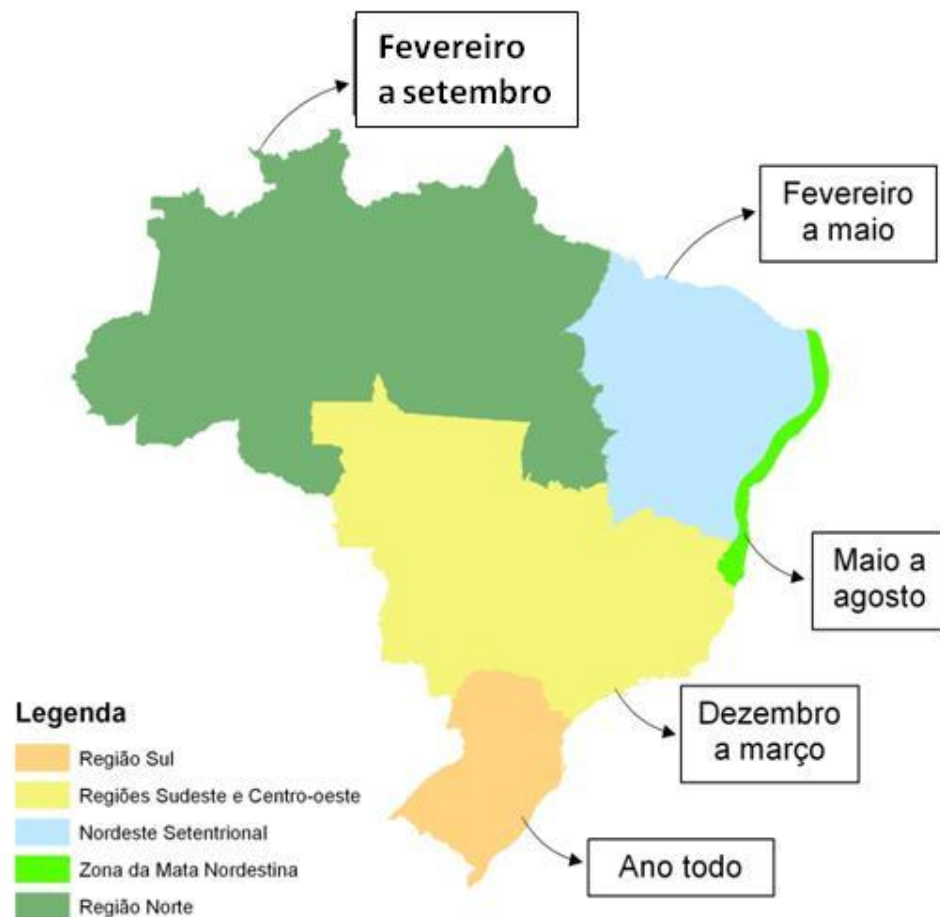 Fevereiro
a setembro
Fevereiro
a maio
Maio a
agosto
Dezembro
a março
Ano todo
Legenda
Região Sul
Regiões Sudeste e Centro-oeste
Nordeste Setentrional
Zona da Mata Nordestina
Região Norte